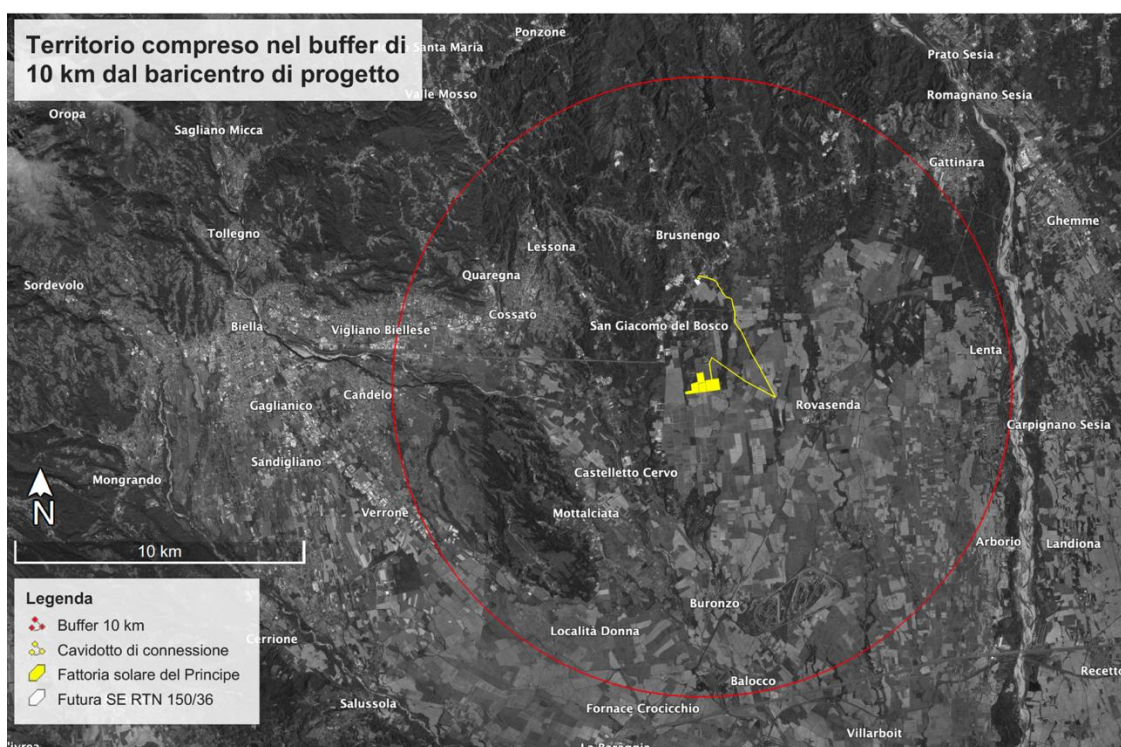 Territorio compreso nel buffer di
10 km dal baricentro di progetto
Ponzone
Santa Maria
Valle Mosso
Prato Sesia
Romagnano Sesia
Oropa
Sagliano Micca
Gattinara
Ghemme
Tollegno
Brusnengo
Lessona
Quaregna
Sordevolo
Cossato
San Giacomo del Bosco
Biella
Vigliano Biellese
Lenta
Candelo
Gaglianico
Rovasenda
Carpignano Sesia
Sandigliano
Castelletto Cervo
Mongrando
Verrone
Mottalciata
N
10 km
Arborio
Landiona
Buronzo
Località Donna
Cerrione
Recetto
Balocco
Salussola
Fornace Crocicchio
Villarboit
La Baraggia
Legenda
Buffer 10 km
Cavidotto di connessione
Fattoria solare del Principe
Futura SE RTN 150/36